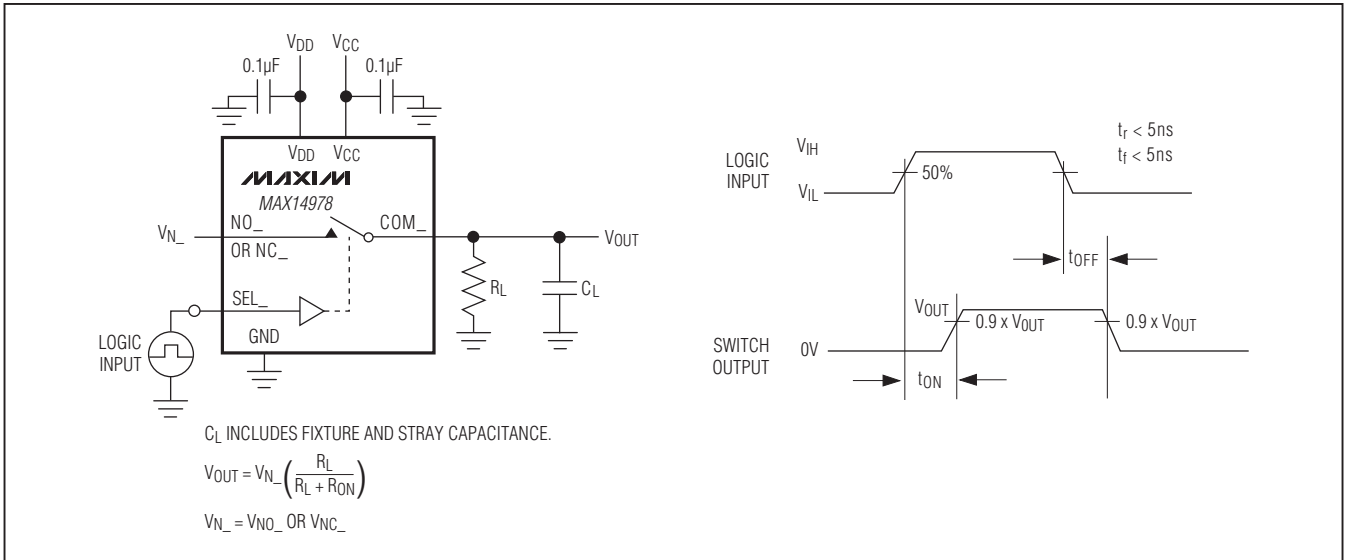 VDD VCC
0.1µF 0.1µF
VDD VCC
MAXIM
MAX14978
VN_ NO_ COM_ VOUT
OR NC_
RL CL
SEL_
GND
LOGIC
INPUT
CL INCLUDES FIXTURE AND STRAY CAPACITANCE.
VOUT = VN_ (RL / (RL + RON))
VN_ = VNO_ OR VNC_
tr < 5ns
tf < 5ns
LOGIC
INPUT
VIH
50%
VIL
tOFF
VOUT 0.9 x VOUT 0.9 x VOUT
SWITCH
OUTPUT
0V
tON